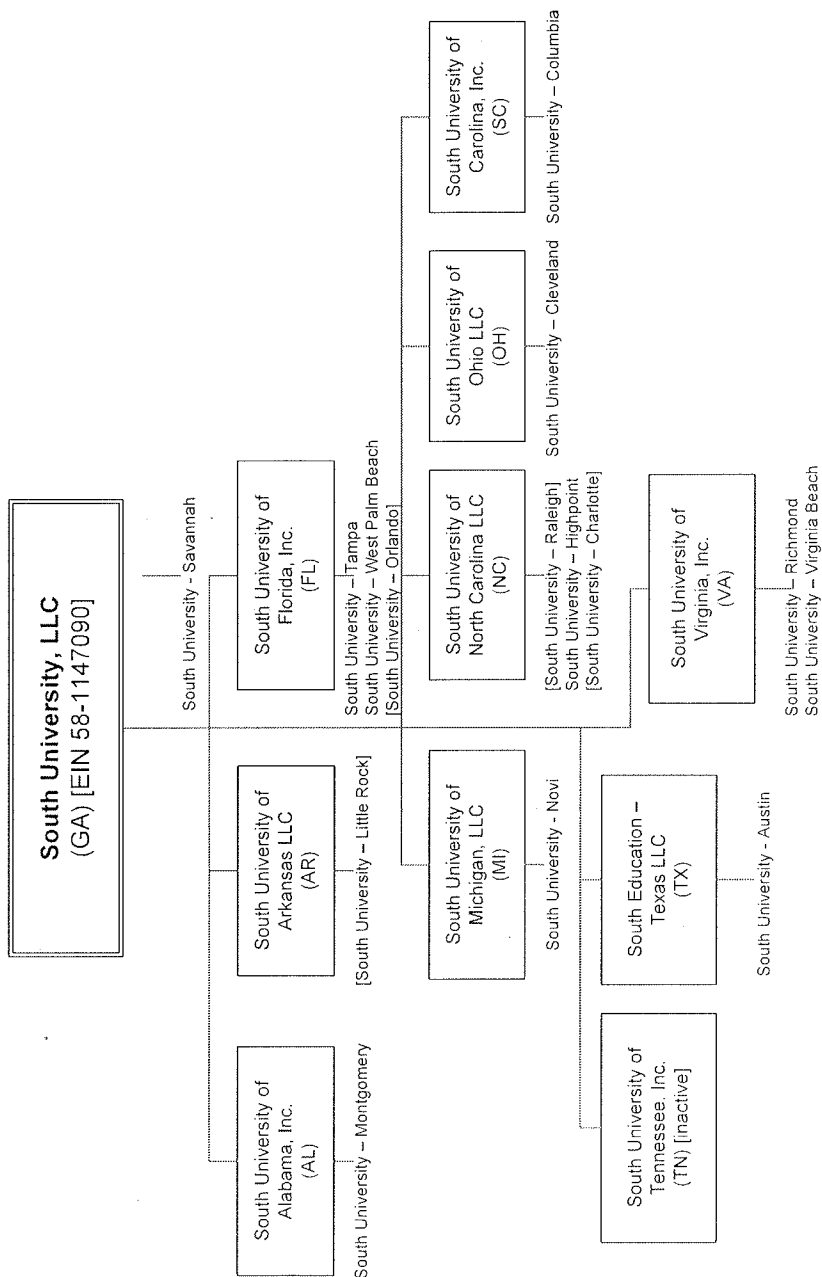 South University, LLC
(GA) [EIN 58-1147090]
South University - Savannah
South University of
Alabama, Inc.
(AL)
South University – Montgomery
South University of
Arkansas LLC
(AR)
[South University – Little Rock]
South University of
Florida, Inc.
(FL)
South University – Tampa
South University – West Palm Beach
[South University – Orlando]
South University of
Michigan, LLC
(MI)
South University - Novi
South University of
North Carolina LLC
(NC)
[South University – Raleigh]
South University – Highpoint
[South University – Charlotte]
South University of
Ohio LLC
(OH)
South University – Cleveland
South University of
Carolina, Inc.
(SC)
South University – Columbia
South University of
Tennessee, Inc.
(TN) [inactive]
South Education –
Texas LLC
(TX)
South University - Austin
South University of
Virginia, Inc.
(VA)
South University – Richmond
South University – Virginia Beach